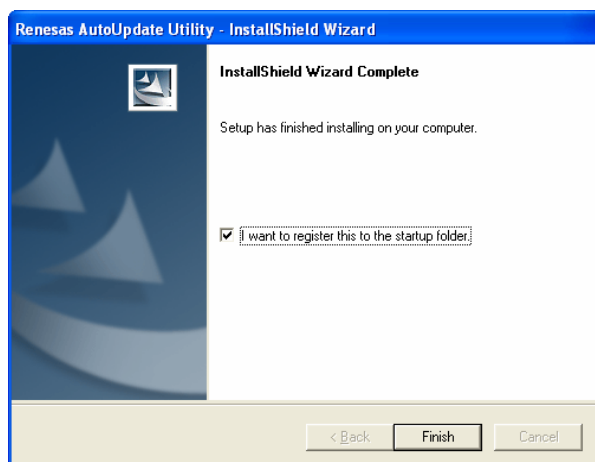 Renesas AutoUpdate Utility - InstallShield Wizard
InstallShield Wizard Complete
Setup has finished installing on your computer.
I want to register this to the startup folder.
< Back
Finish
Cancel